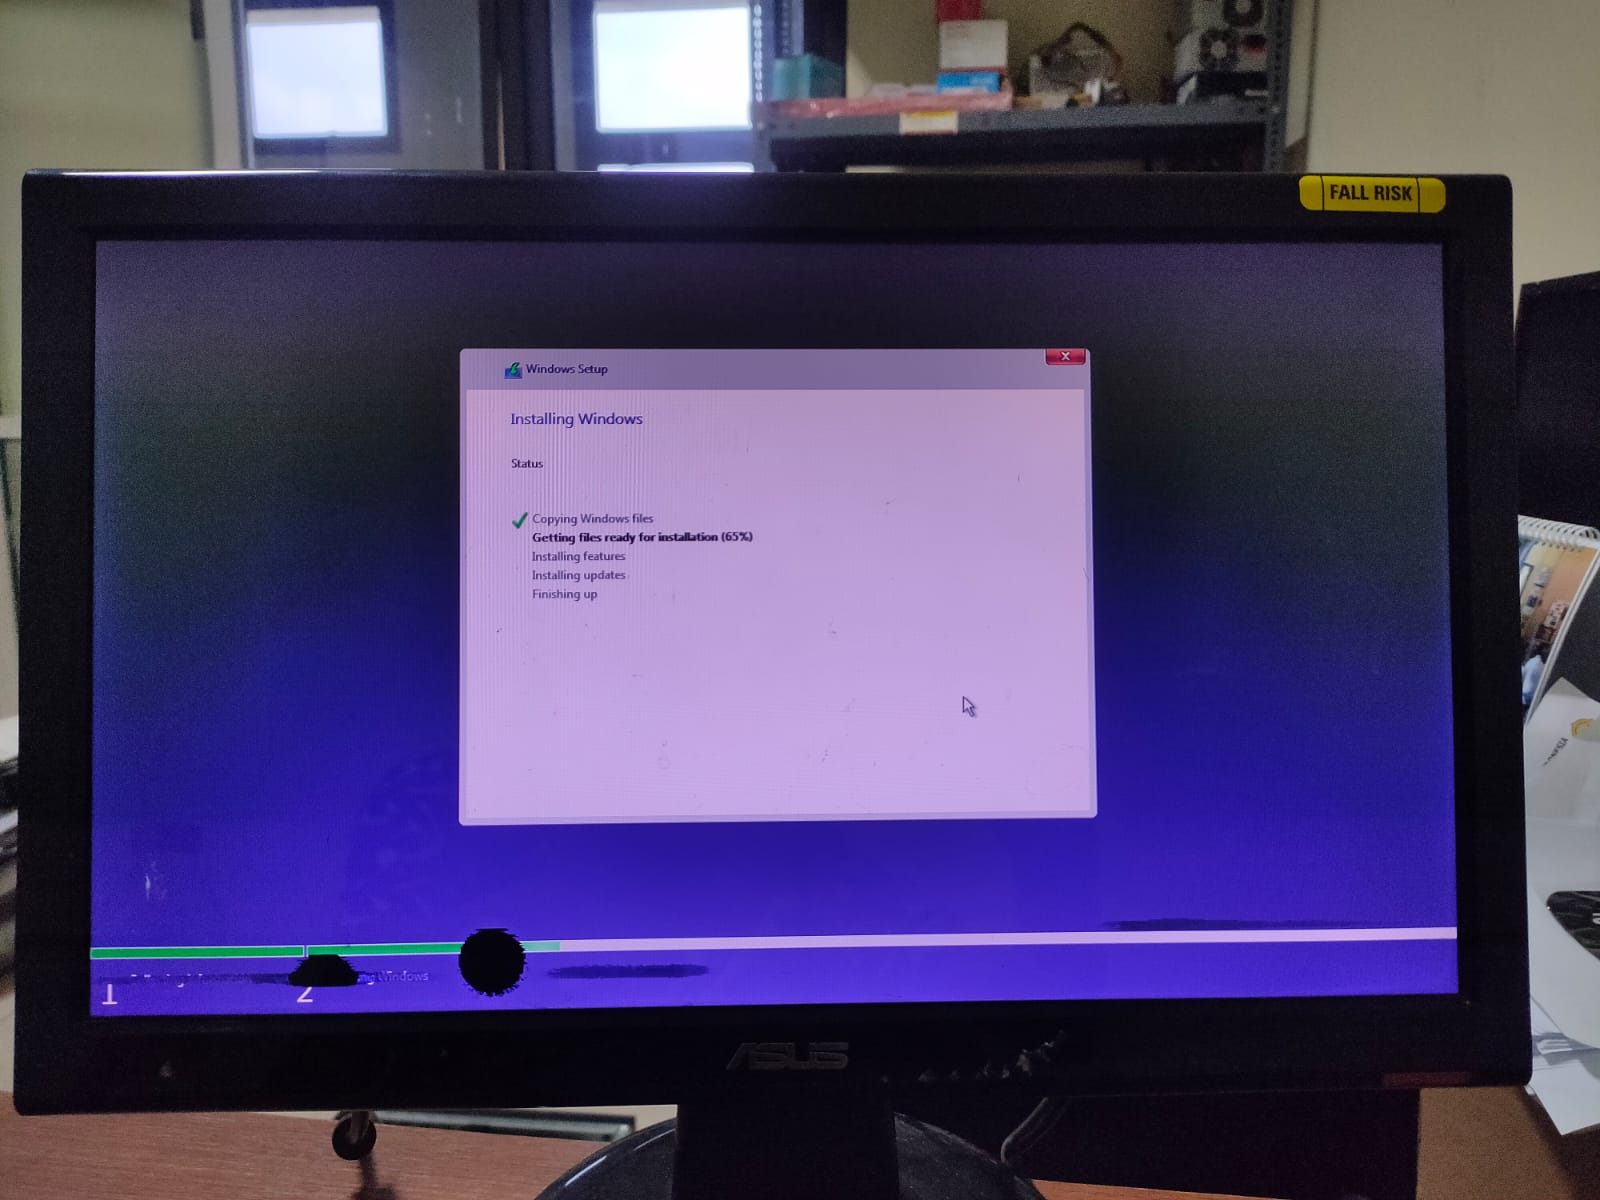 FALL RISK
Windows Setup
Installing Windows
Status
Copying Windows files
Getting files ready for installation (65%)
Installing features
Installing updates
Finishing up
1
2
Windows
ASUS